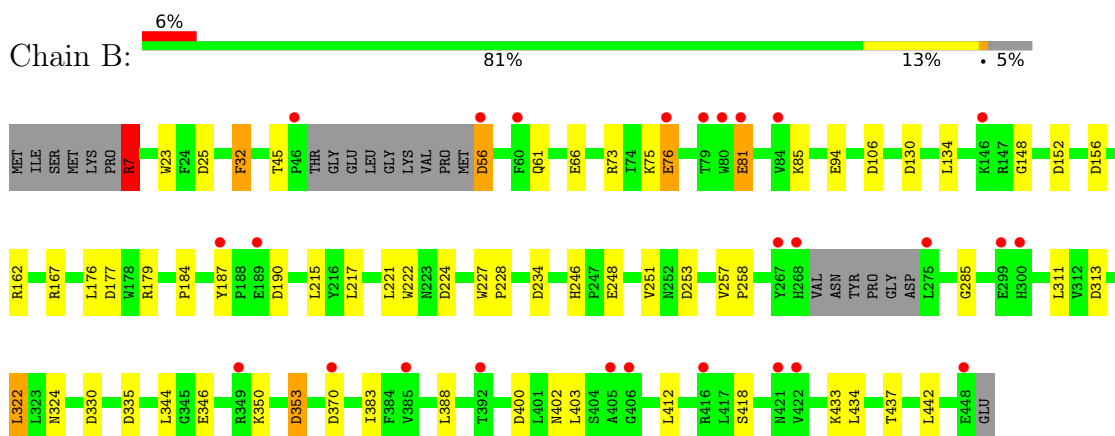 6%
Chain B:
81% 13% • 5%
MET ILE SER MET LYS PRO R7 W23 F24 D25 F32 T45 P46 THR GLY GLU LEU GLY LYS VAL PRO MET D56 F60 Q61 E66 R73 I74 K75 E76 T79 W80 E81 V84 K85 E94 D106 D130 L134 K146 R147 G148 D152 D156
R162 R167 L176 D177 W178 R179 P184 Y187 P188 E189 D190 L215 Y216 L217 L221 W222 N223 D224 W227 P228 D234 H246 P247 E248 V251 N252 D253 V257 P258 Y267 H268 VAL ASN TYR PRO GLY ASP L275 G285 E299 H300 L311 V312 D313
L322 L323 N324 D330 D335 L344 G345 E346 R349 K350 D353 D370 I383 F384 V385 L388 T392 D400 L401 N402 L403 S404 A405 G406 L412 R416 L417 S418 N421 V422 K433 L434 T437 L442 E448 GLU